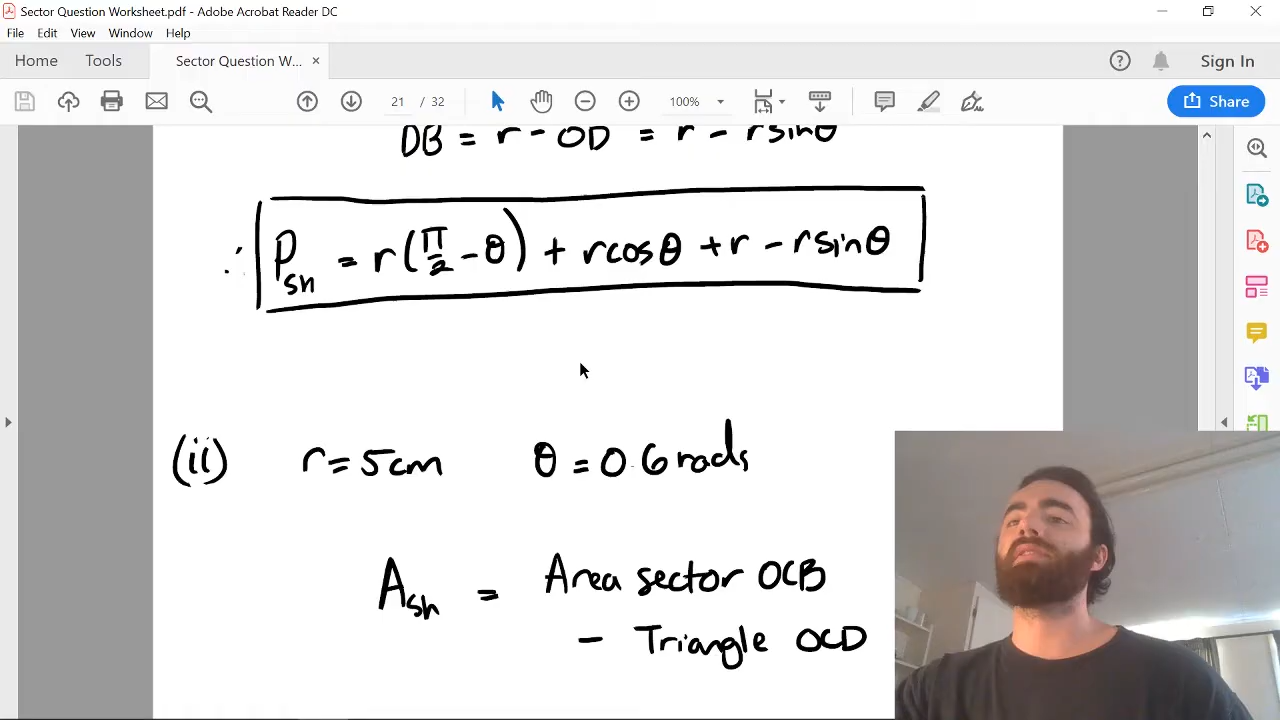 Sector Question Worksheet.pdf - Adobe Acrobat Reader DC
File Edit View Window Help
Home Tools Sector Question W... × Sign In
21 / 32 100% Share
DB = r - OD = r - rsinθ
∴ P_sh = r(π/2 - θ) + rcosθ + r - rsinθ
(ii) r = 5cm θ = 0.6 rads
A_sh = Area sector OCB
- Triangle OCD